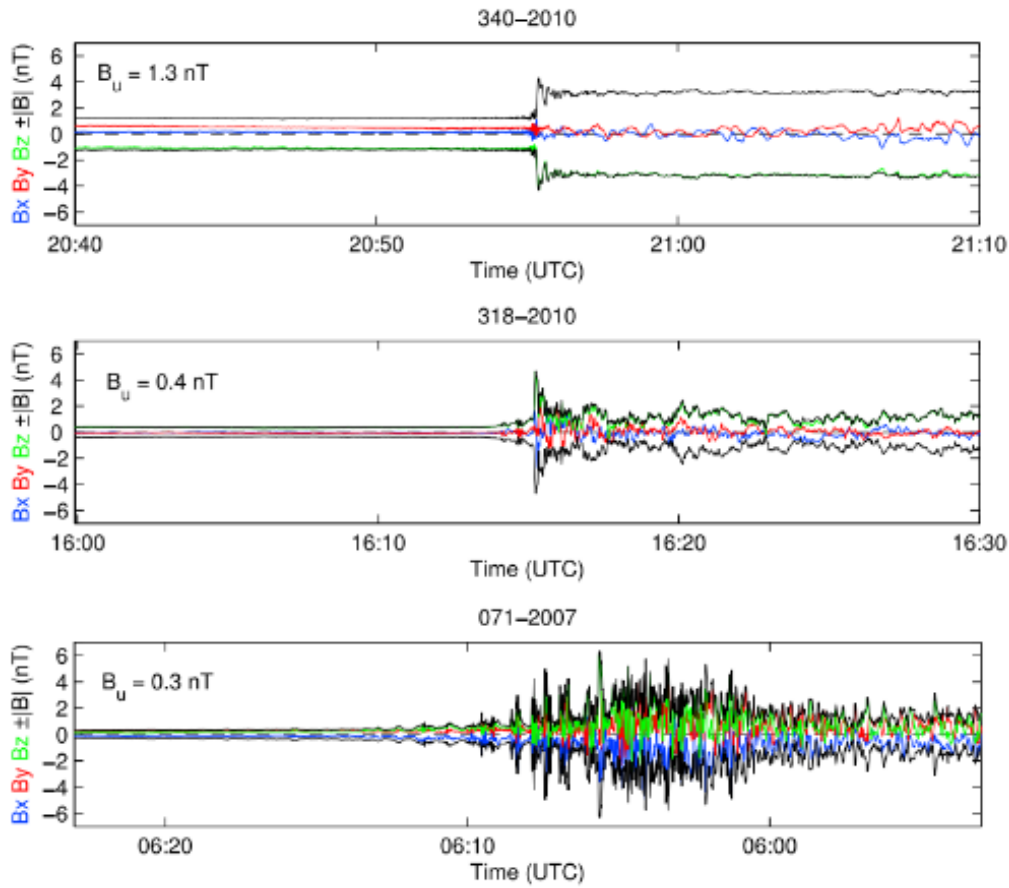 340−2010
Bx By Bz ±|B| (nT)
B_u = 1.3 nT
6
4
2
0
−2
−4
−6
20:40 20:50 21:00 21:10
Time (UTC)
318−2010
Bx By Bz ±|B| (nT)
B_u = 0.4 nT
6
4
2
0
−2
−4
−6
16:00 16:10 16:20 16:30
Time (UTC)
071−2007
Bx By Bz ±|B| (nT)
B_u = 0.3 nT
6
4
2
0
−2
−4
−6
06:20 06:10 06:00
Time (UTC)